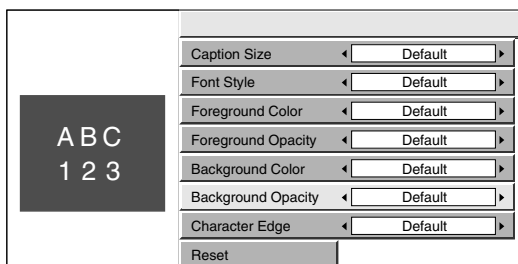 ABC
123
Caption Size Default
Font Style Default
Foreground Color Default
Foreground Opacity Default
Background Color Default
Background Opacity Default
Character Edge Default
Reset